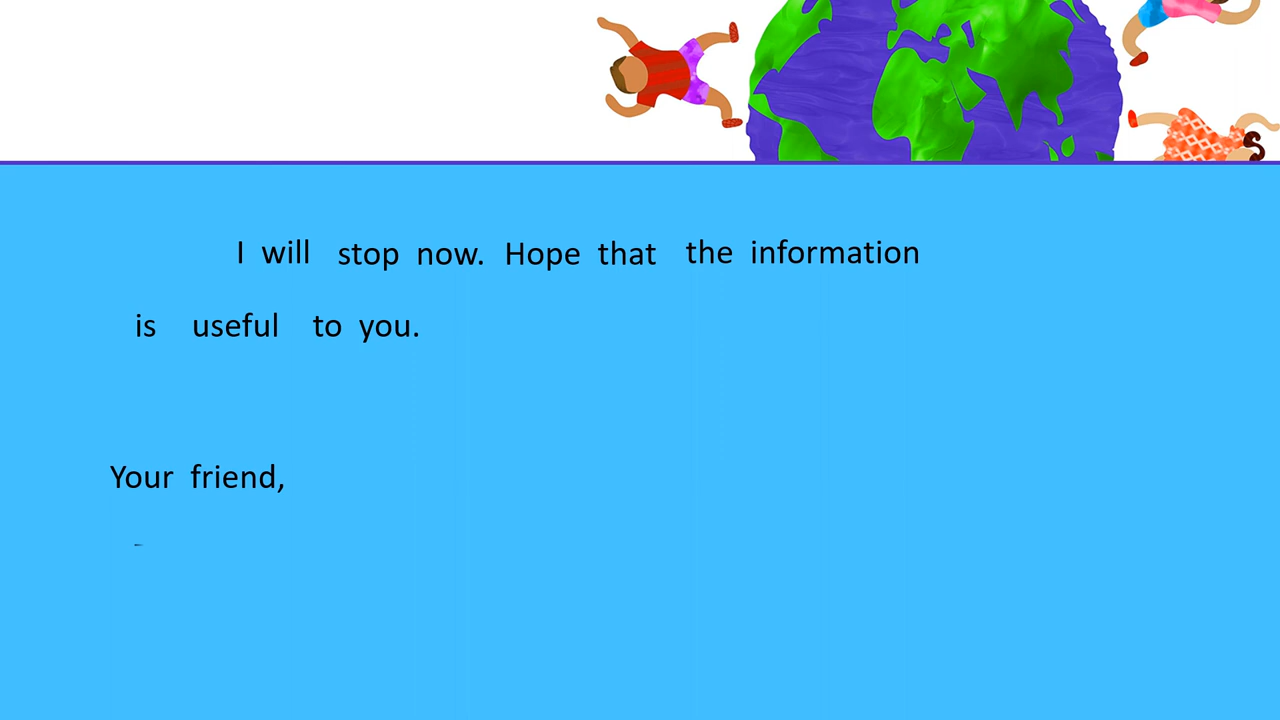 I will stop now. Hope that the information
is useful to you.
Your friend,